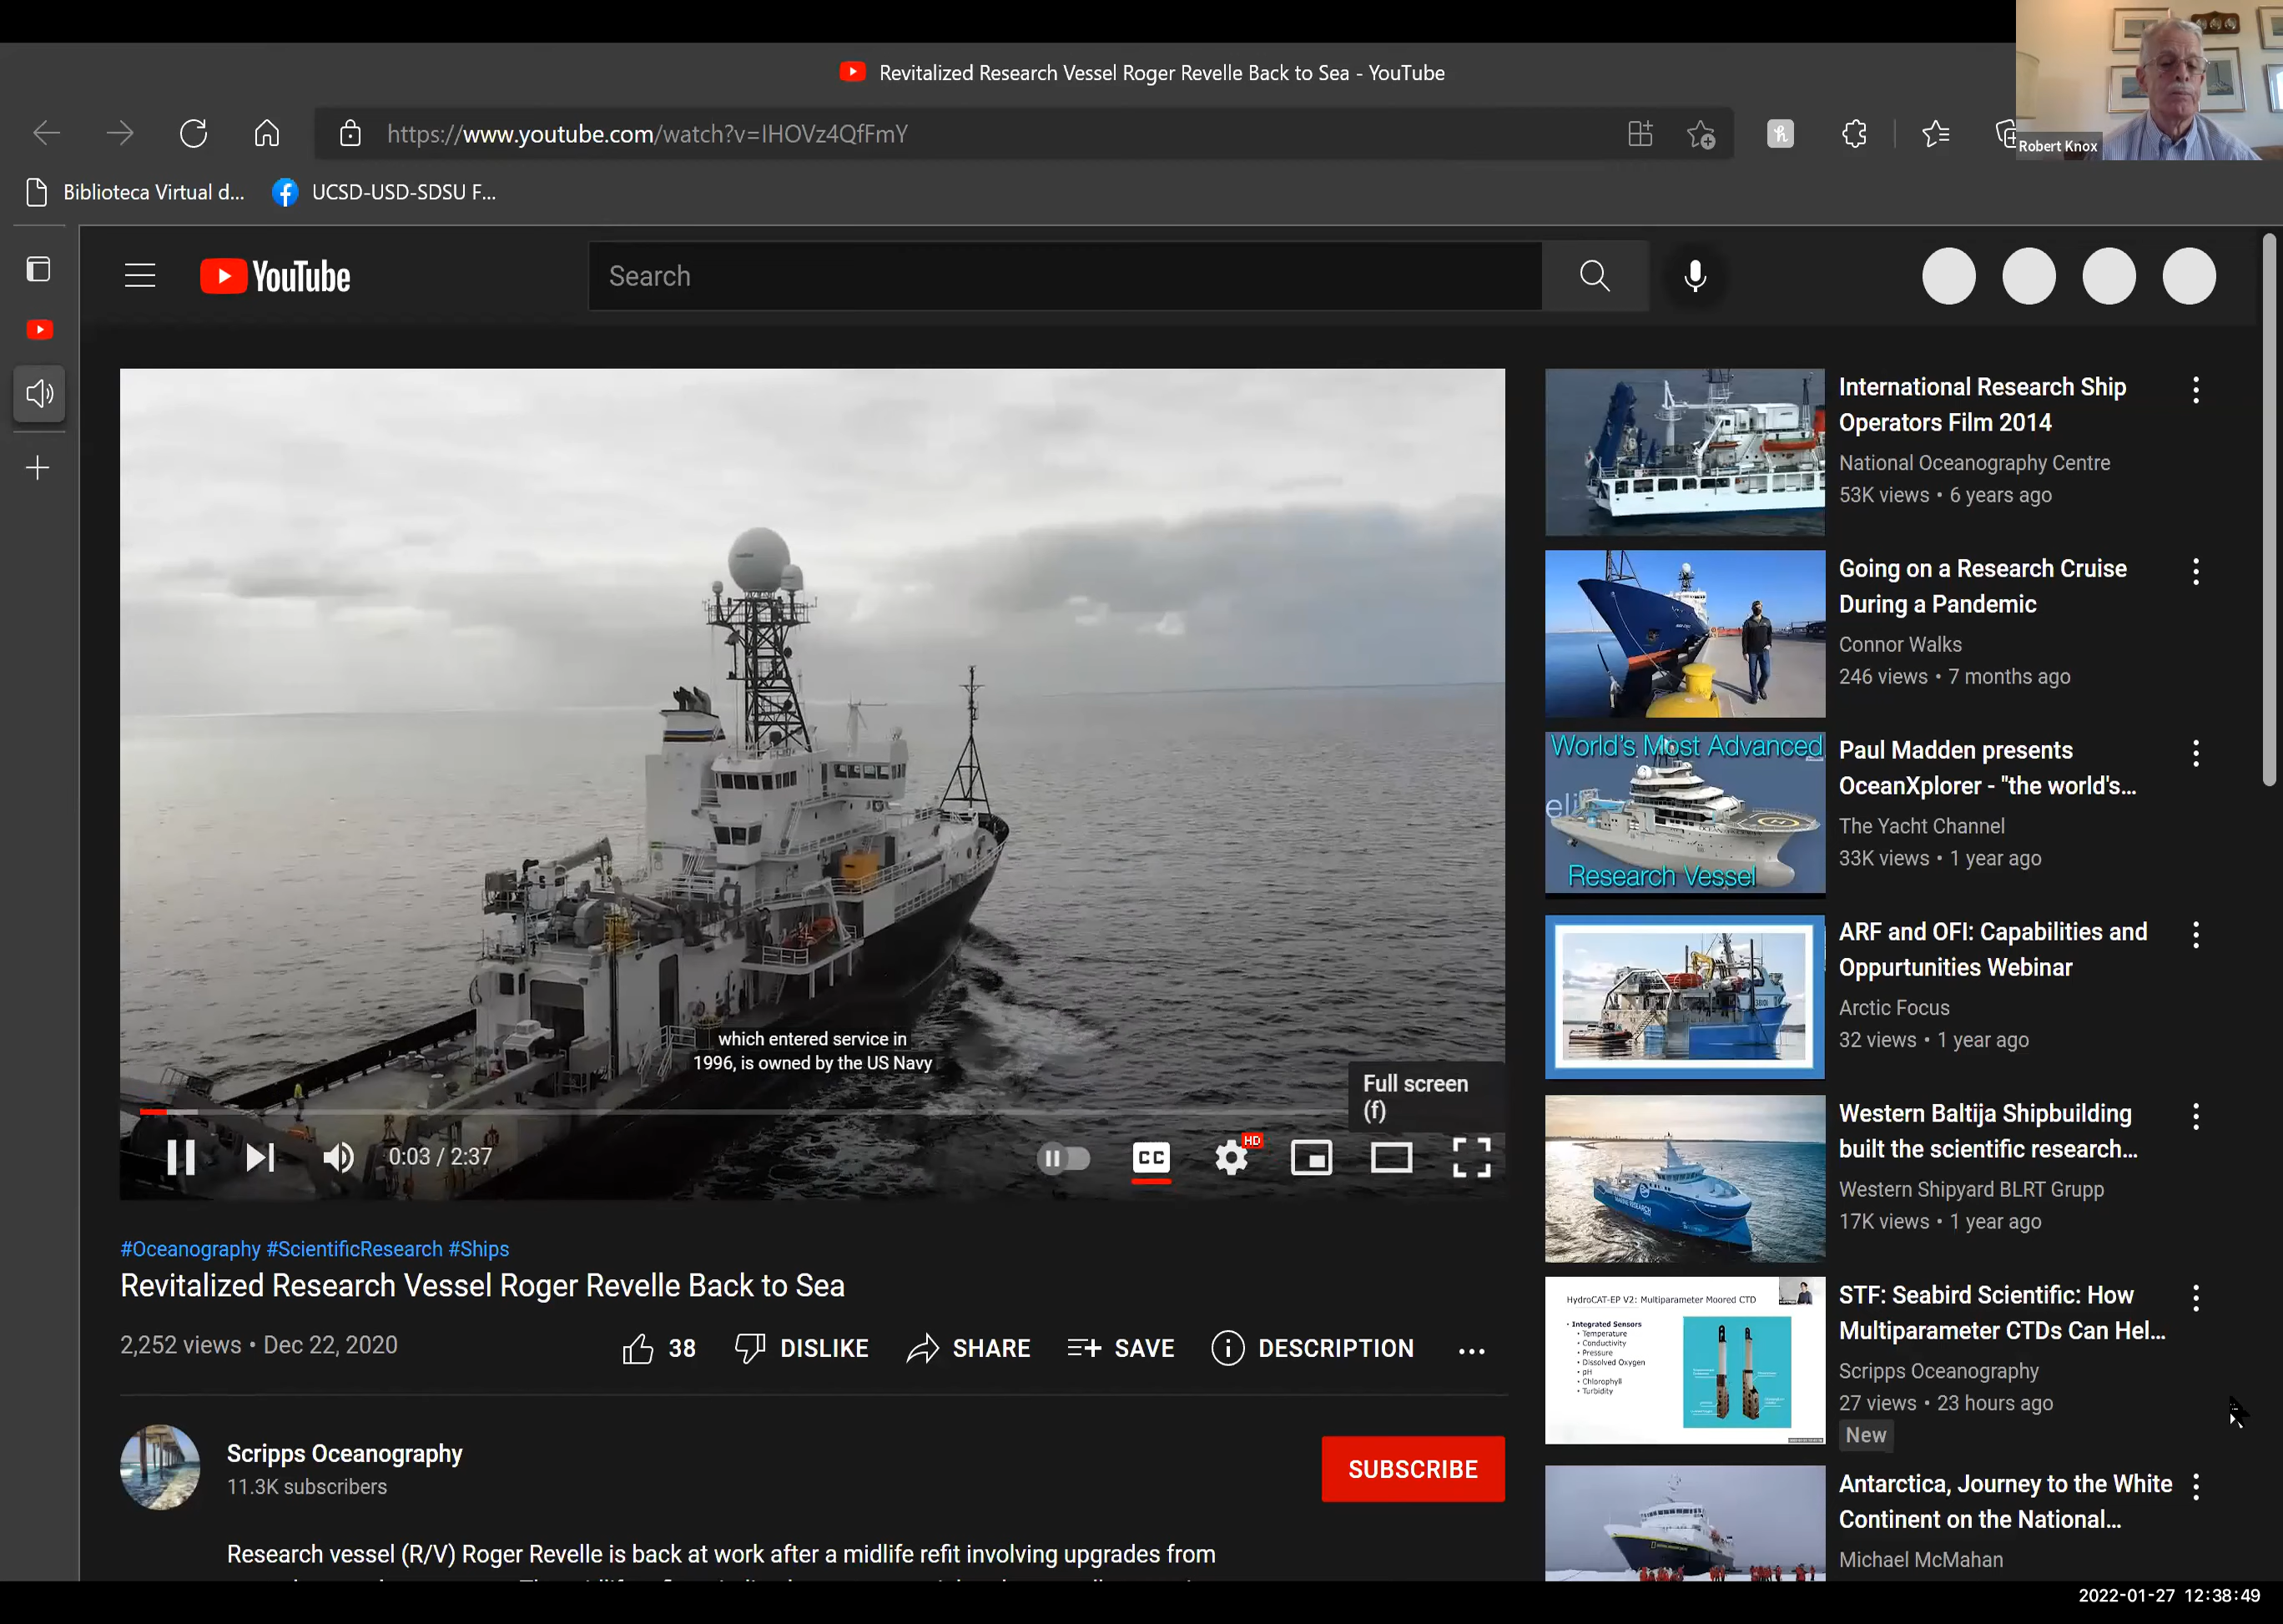 Revitalized Research Vessel Roger Revelle Back to Sea - YouTube
https://www.youtube.com/watch?v=IHOVz4QfFmY
Robert Knox
Biblioteca Virtual d...
UCSD-USD-SDSU F...
YouTube
Search
which entered service in
1996, is owned by the US Navy
Full screen
(f)
0:03 / 2:37
CC
HD
#Oceanography #ScientificResearch #Ships
Revitalized Research Vessel Roger Revelle Back to Sea
2,252 views • Dec 22, 2020
38
DISLIKE
SHARE
SAVE
DESCRIPTION
Scripps Oceanography
11.3K subscribers
SUBSCRIBE
Research vessel (R/V) Roger Revelle is back at work after a midlife refit involving upgrades from
International Research Ship
Operators Film 2014
National Oceanography Centre
53K views • 6 years ago
Going on a Research Cruise
During a Pandemic
Connor Walks
246 views • 7 months ago
World's Most Advanced
Research Vessel
Paul Madden presents
OceanXplorer - "the world's...
The Yacht Channel
33K views • 1 year ago
ARF and OFI: Capabilities and
Oppurtunities Webinar
Arctic Focus
32 views • 1 year ago
Western Baltija Shipbuilding
built the scientific research...
Western Shipyard BLRT Grupp
17K views • 1 year ago
HydroCAT-EP V2: Multiparameter Moored CTD
• Integrated Sensors
• Temperature
• Conductivity
• Pressure
• Dissolved Oxygen
• pH
• Chlorophyll
• Turbidity
STF: Seabird Scientific: How
Multiparameter CTDs Can Hel...
Scripps Oceanography
27 views • 23 hours ago
New
Antarctica, Journey to the White
Continent on the National...
Michael McMahan
2022-01-27 12:38:49